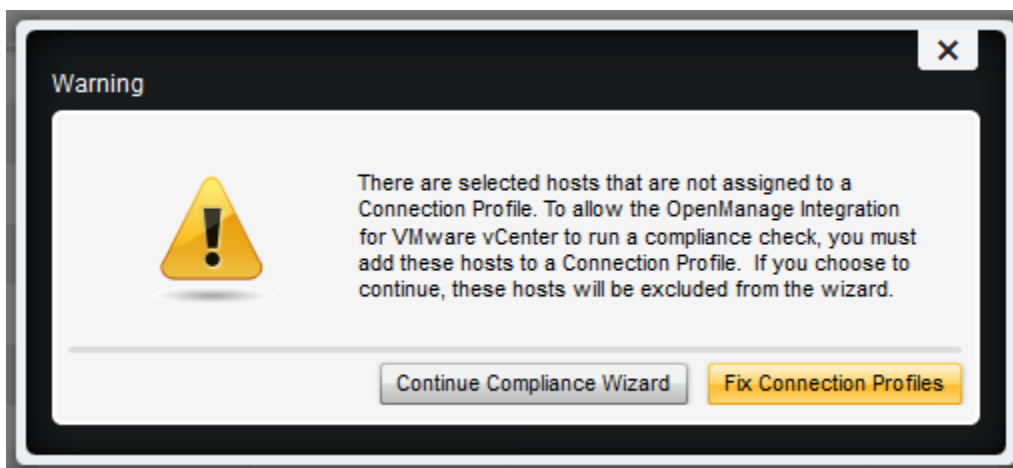 Warning
There are selected hosts that are not assigned to a
Connection Profile. To allow the OpenManage Integration
for VMware vCenter to run a compliance check, you must
add these hosts to a Connection Profile.  If you choose to
continue, these hosts will be excluded from the wizard.
Continue Compliance Wizard
Fix Connection Profiles